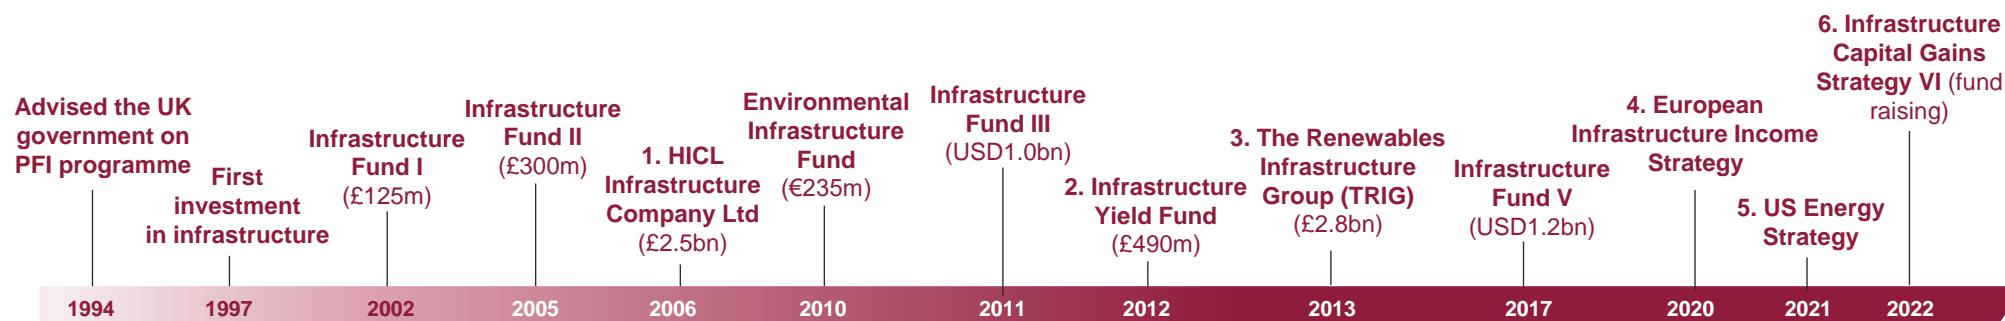 Advised the UK
government on
PFI programme
First
investment
in infrastructure
Infrastructure
Fund I
(£125m)
Infrastructure
Fund II
(£300m)
1. HICL
Infrastructure
Company Ltd
(£2.5bn)
Environmental
Infrastructure
Fund
(€235m)
Infrastructure
Fund III
(USD1.0bn)
2. Infrastructure
Yield Fund
(£490m)
3. The Renewables
Infrastructure
Group (TRIG)
(£2.8bn)
Infrastructure
Fund V
(USD1.2bn)
4. European
Infrastructure Income
Strategy
5. US Energy
Strategy
6. Infrastructure
Capital Gains
Strategy VI (fund
raising)
1994
1997
2002
2005
2006
2010
2011
2012
2013
2017
2020
2021
2022